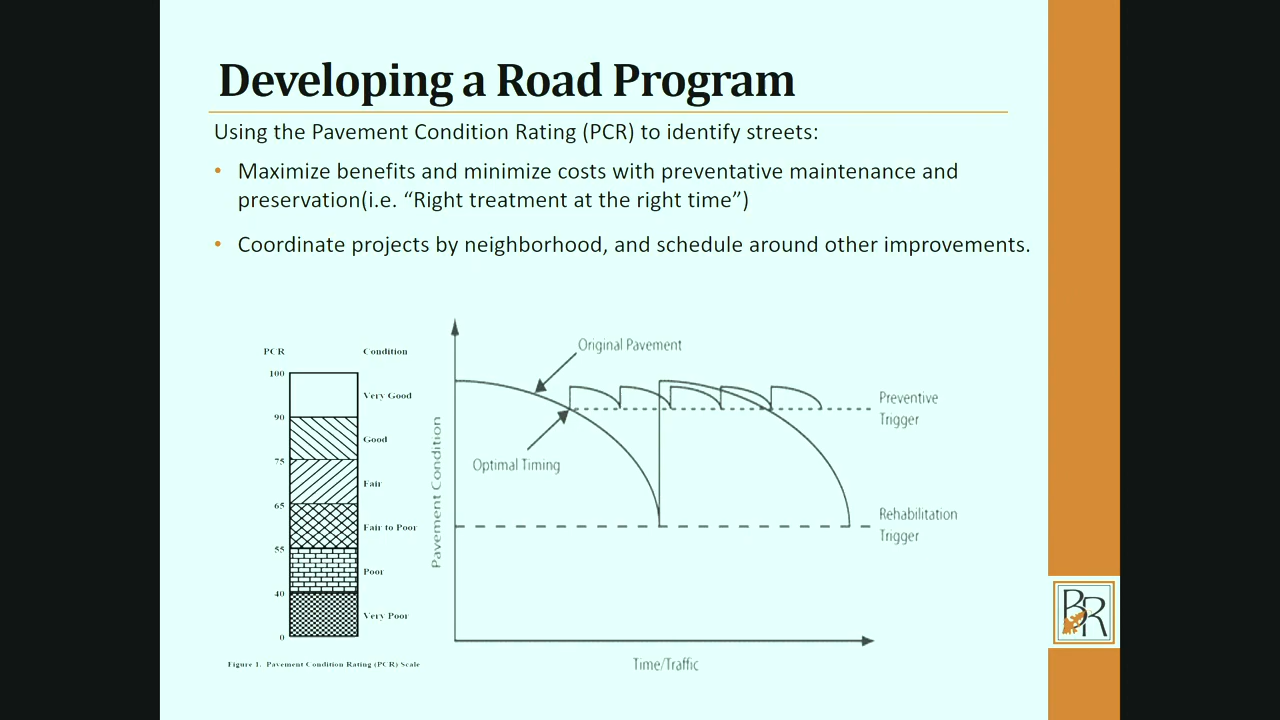 Developing a Road Program
Using the Pavement Condition Rating (PCR) to identify streets:
• Maximize benefits and minimize costs with preventative maintenance and
preservation(i.e. “Right treatment at the right time”)
• Coordinate projects by neighborhood, and schedule around other improvements.
PCR
Condition
100
Very Good
90
Good
75
Fair
65
Fair to Poor
55
Poor
40
Very Poor
0
Figure 1. Pavement Condition Rating (PCR) Scale
Pavement Condition
Original Pavement
Optimal Timing
Preventive
Trigger
Rehabilitation
Trigger
Time/Traffic
BR